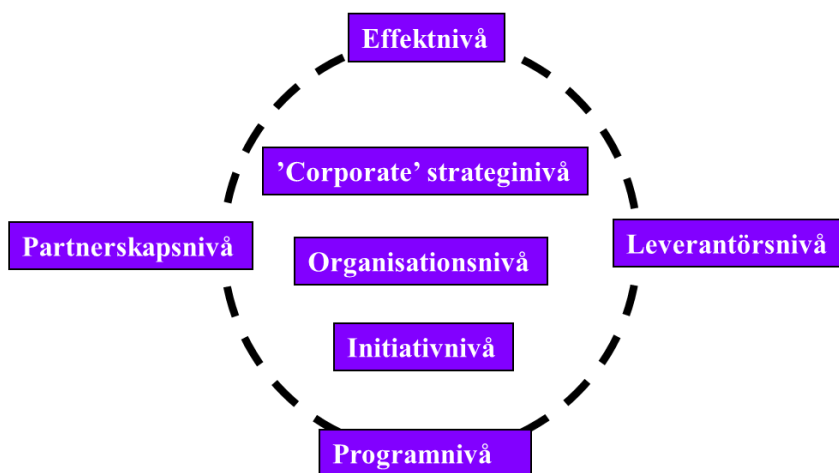 Effektnivå
’Corporate’ strateginivå
Partnerskapsnivå
Leverantörsnivå
Organisationsnivå
Initiativnivå
Programnivå